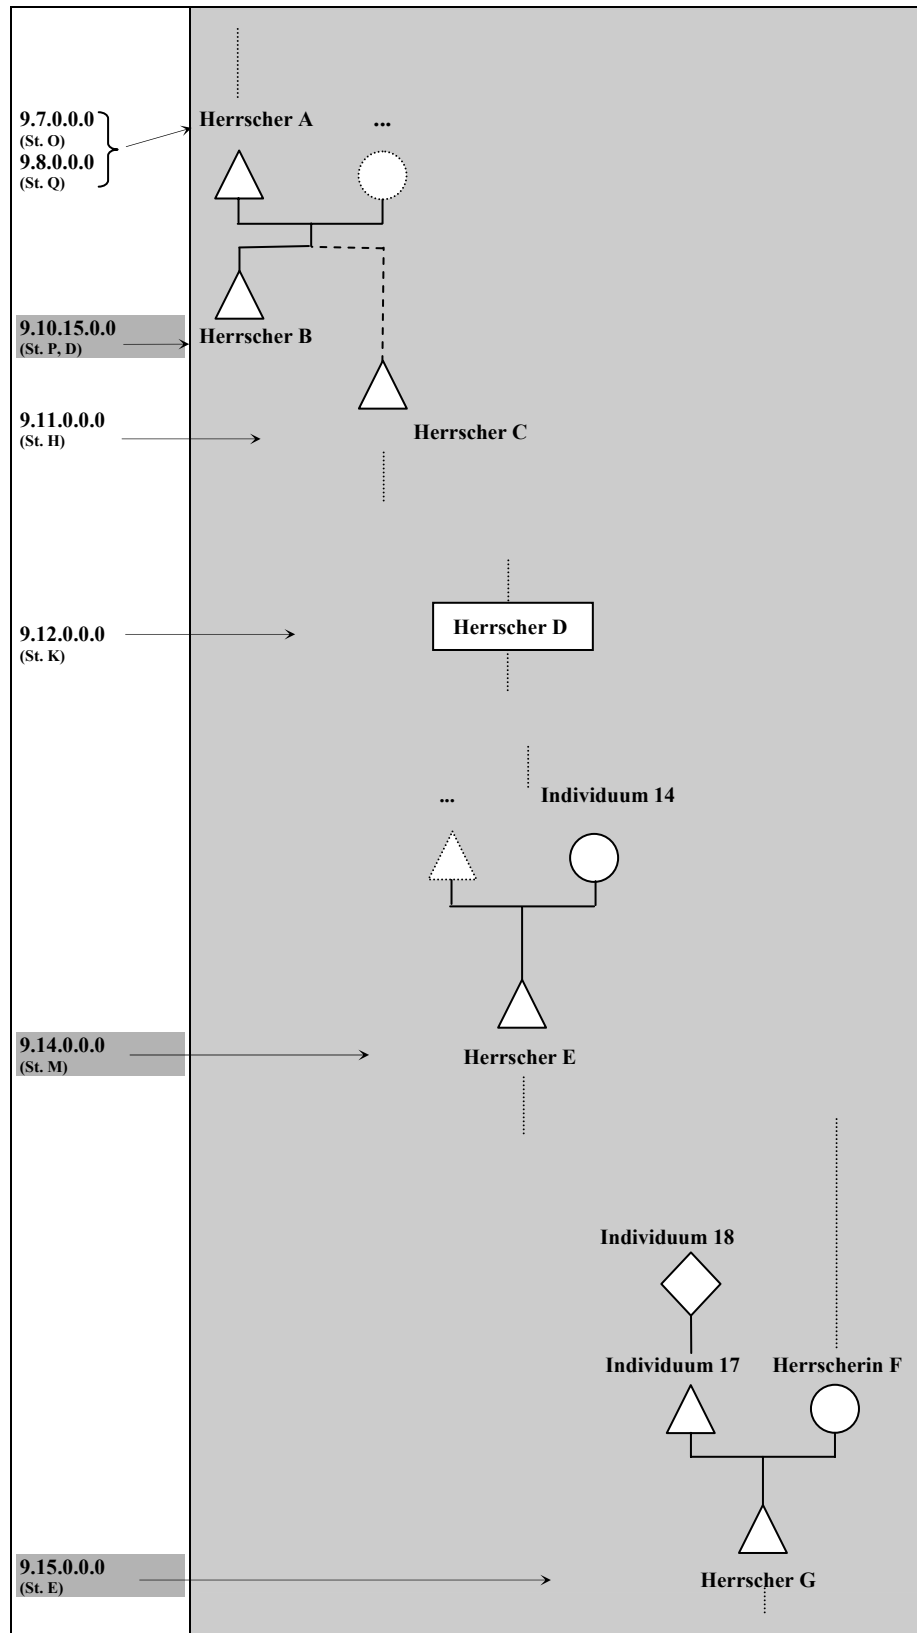 9.7.0.0.0
(St. O)
9.8.0.0.0
(St. Q)
Herrscher A
...
9.10.15.0.0
(St. P, D)
Herrscher B
9.11.0.0.0
(St. H)
Herrscher C
9.12.0.0.0
(St. K)
Herrscher D
...
Individuum 14
9.14.0.0.0
(St. M)
Herrscher E
Individuum 18
Individuum 17
Herrscherin F
9.15.0.0.0
(St. E)
Herrscher G